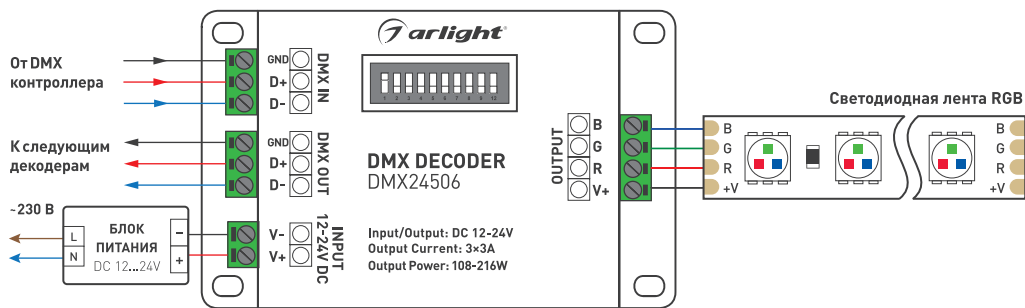 От DMX
контроллера
К следующим
декодерам
~230 В
L
N
БЛОК
ПИТАНИЯ
DC 12...24V
−
+
GND
D+
D-
DMX IN
GND
D+
D-
DMX OUT
V-
V+
INPUT
12-24V DC
arlight®
1 2 3 4 5 6 7 8 9 10
DMX DECODER
DMX24506
Input/Output: DC 12-24V
Output Current: 3×3A
Output Power: 108-216W
OUTPUT
B
G
R
V+
Светодиодная лента RGB
B
G
R
+V
B
G
R
+V